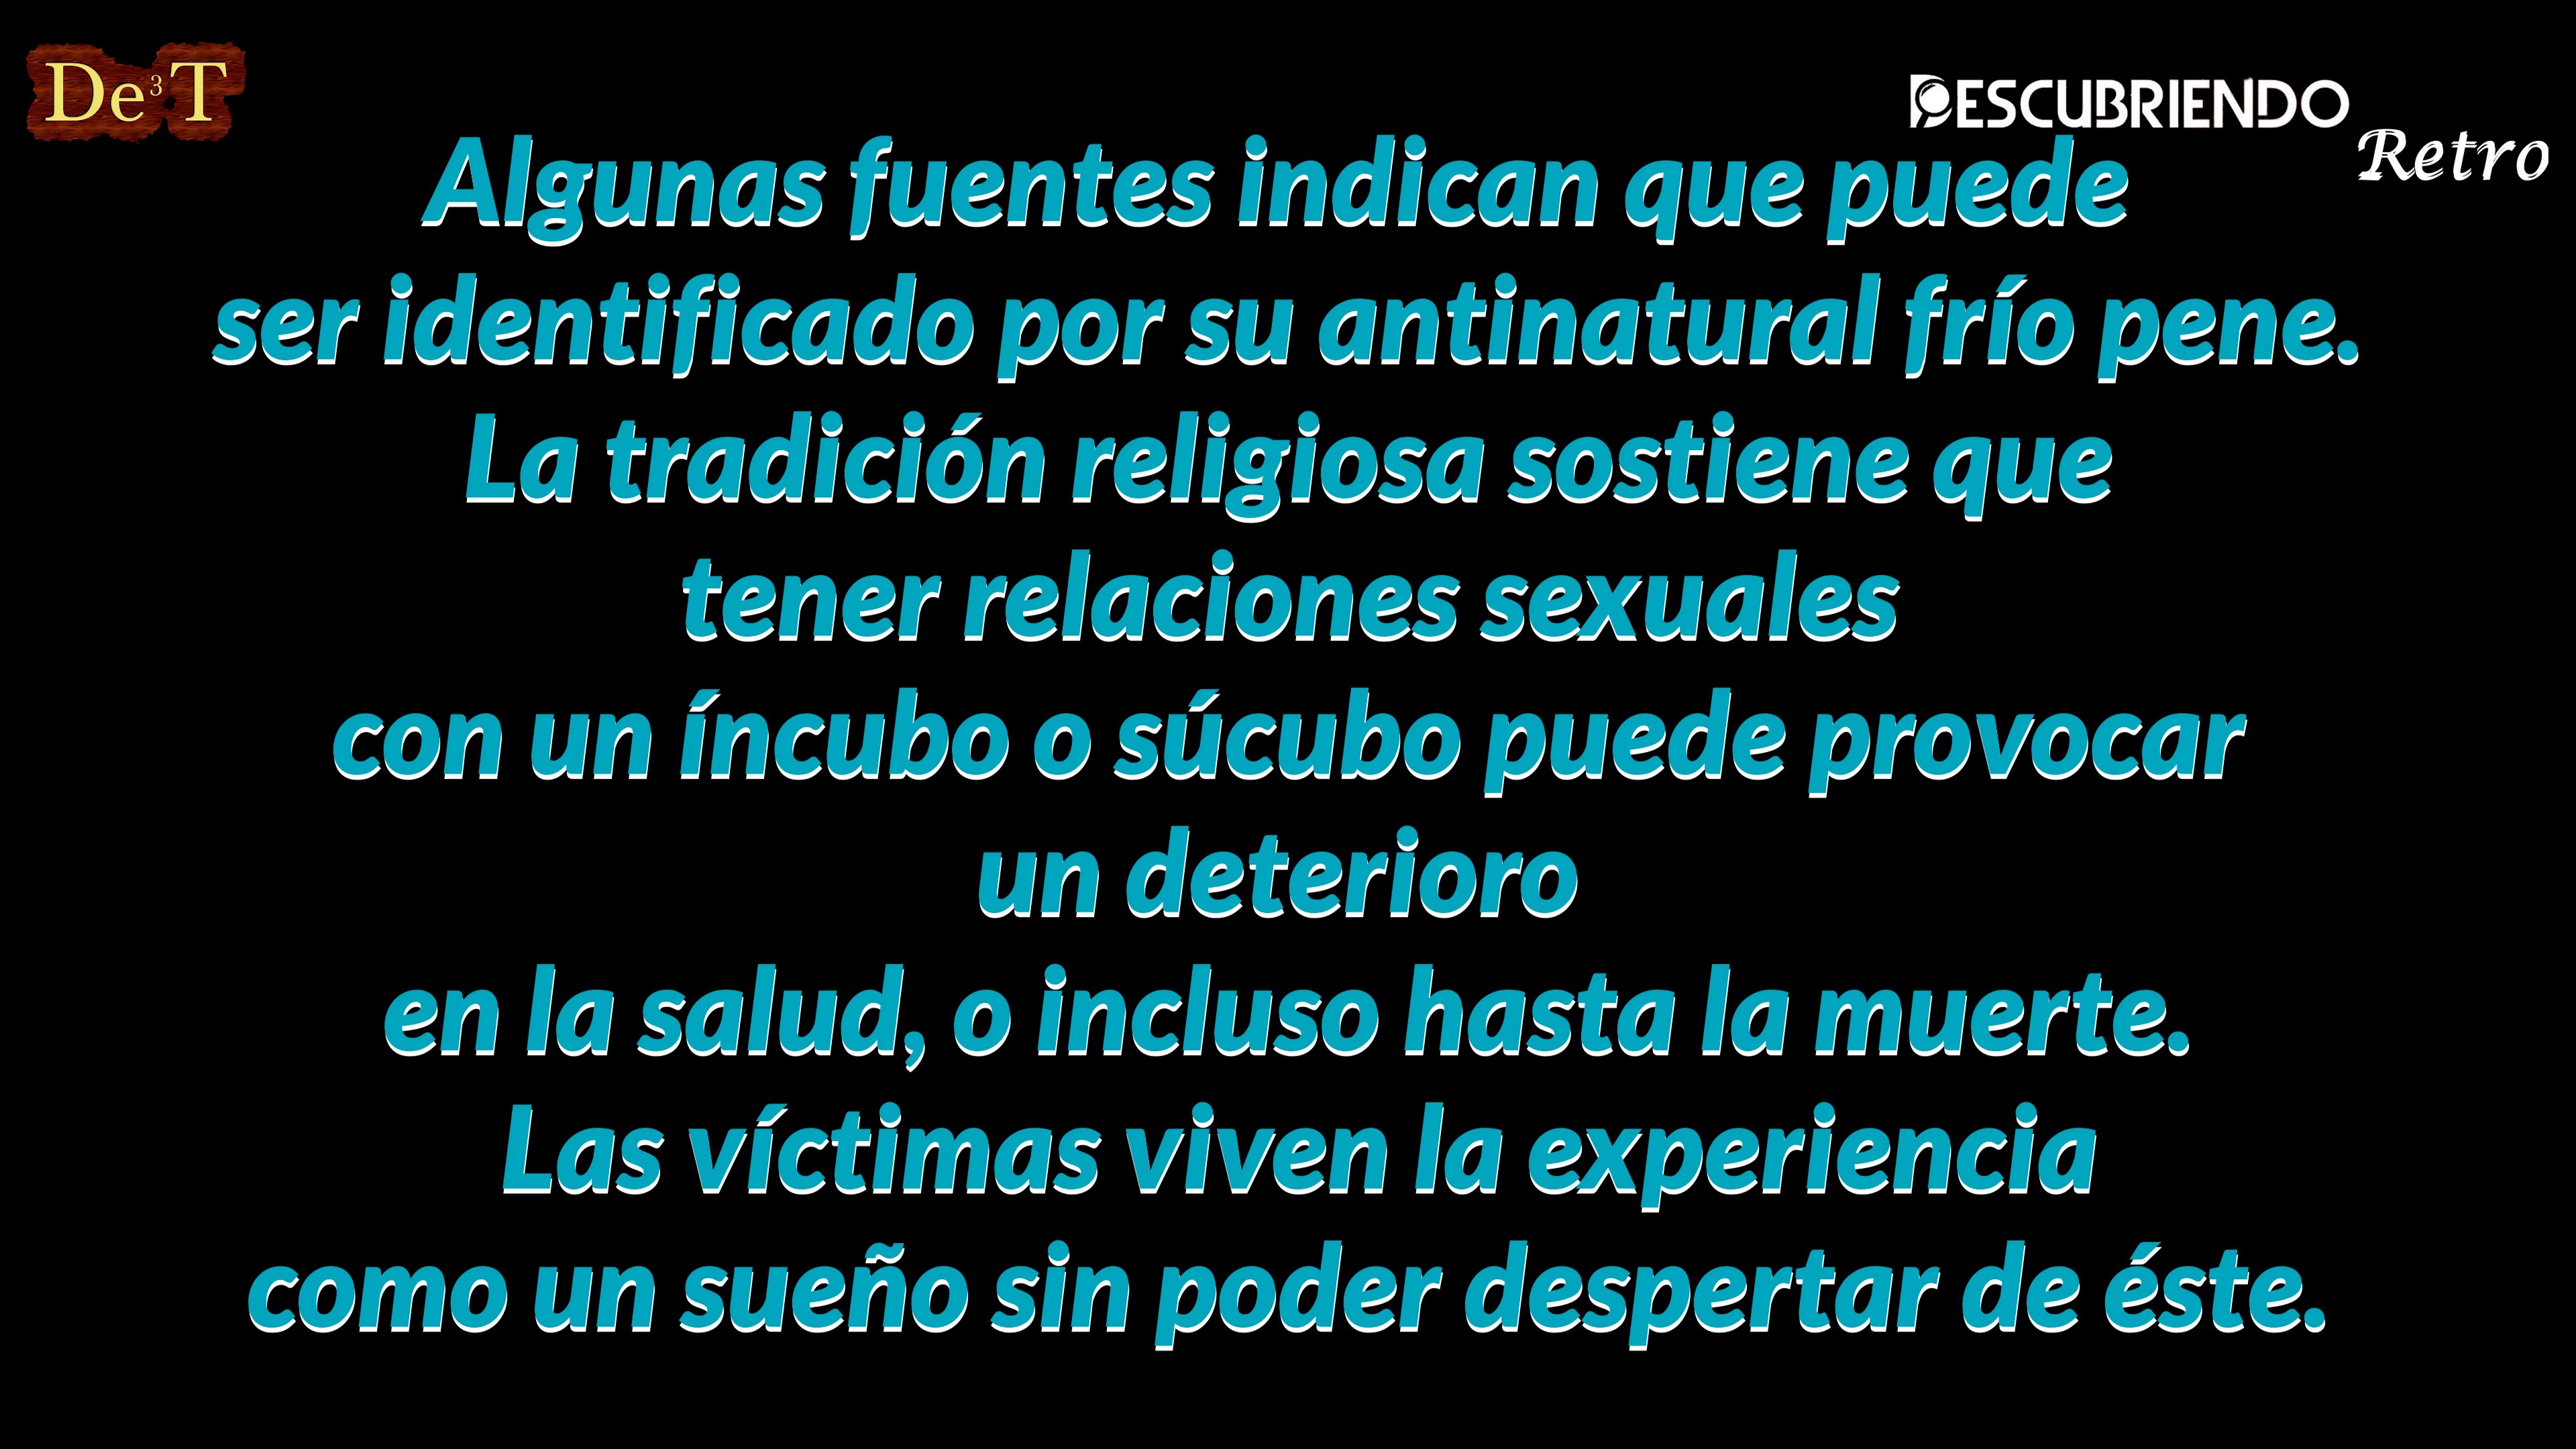 De³T
DESCUBRIENDO
Retro
Algunas fuentes indican que puede
ser identificado por su antinatural frío pene.
La tradición religiosa sostiene que
tener relaciones sexuales
con un íncubo o súcubo puede provocar
un deterioro
en la salud, o incluso hasta la muerte.
Las víctimas viven la experiencia
como un sueño sin poder despertar de éste.